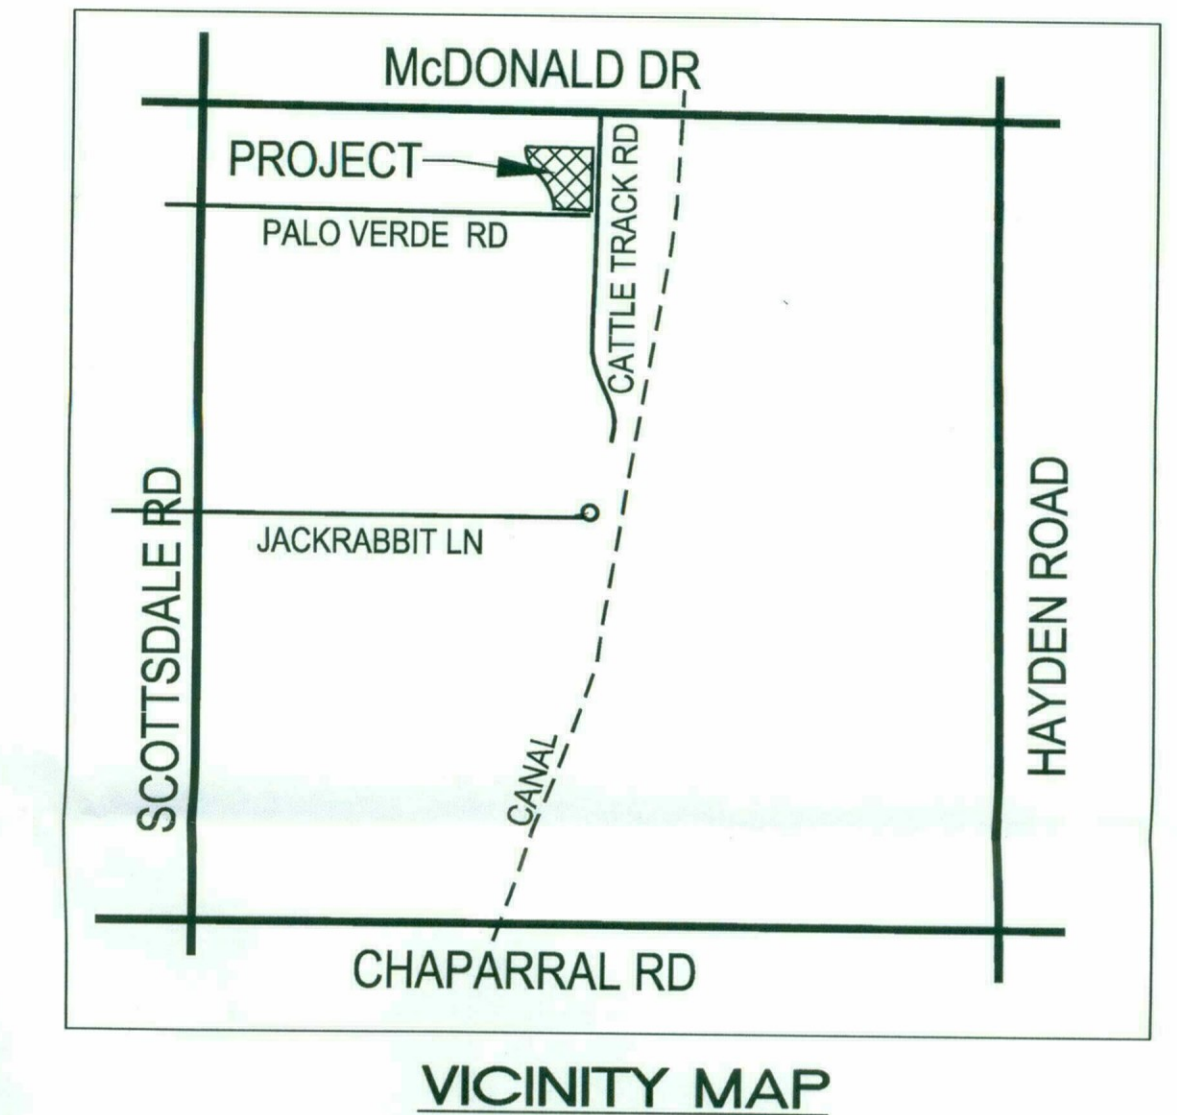 McDONALD DR
PROJECT
CATTLE TRACK RD
PALO VERDE RD
SCOTTSDALE RD
JACKRABBIT LN
HAYDEN ROAD
CANAL
CHAPARRAL RD
VICINITY MAP